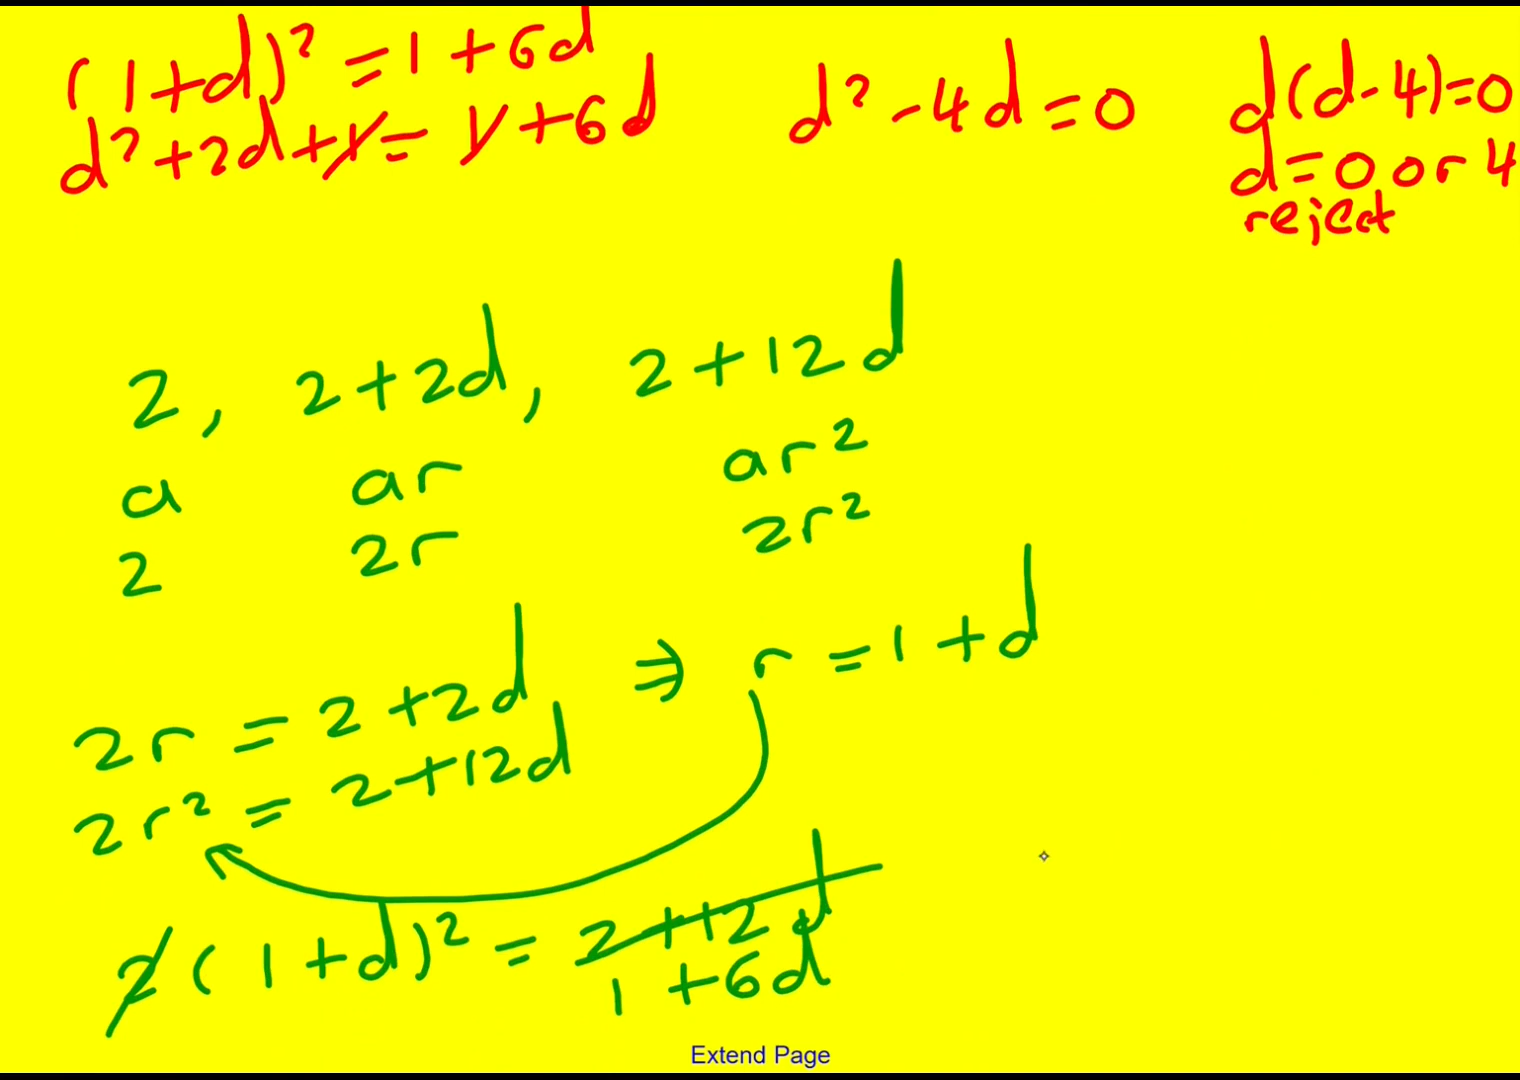 (1+d)² = 1+6d
d²+2d+1 = 1+6d
d²-4d=0
d(d-4)=0
d=0 or 4
reject
2, 2+2d, 2+12d
a ar ar²
2 2r 2r²
2r = 2+2d ⇒ r=1+d
2r² = 2+12d
2(1+d)² = 2+12d
1+6d
Extend Page